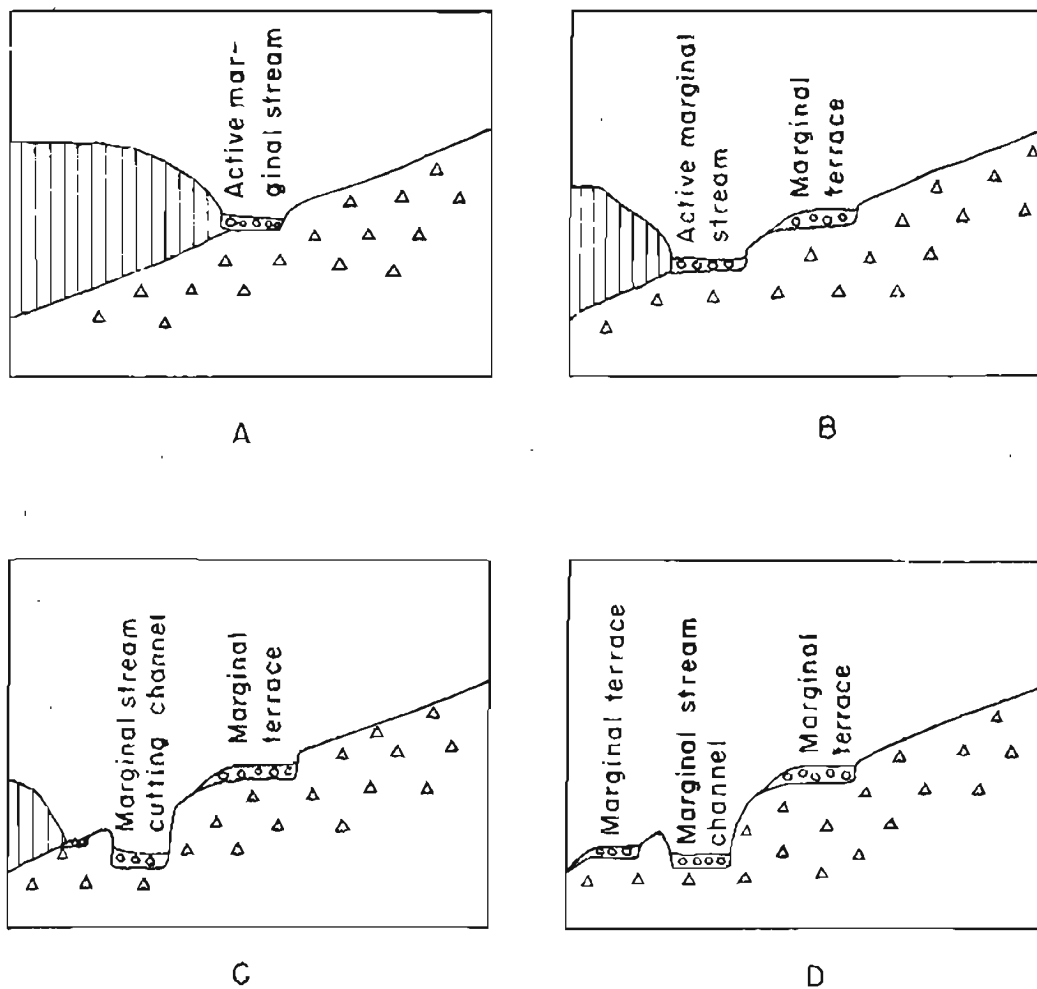 Active mar-
ginal stream
A
Active marginal
stream
Marginal
terrace
B
Marginal stream
cutting channel
Marginal
terrace
C
Marginal terrace
Marginal stream
channel
Marginal
terrace
D